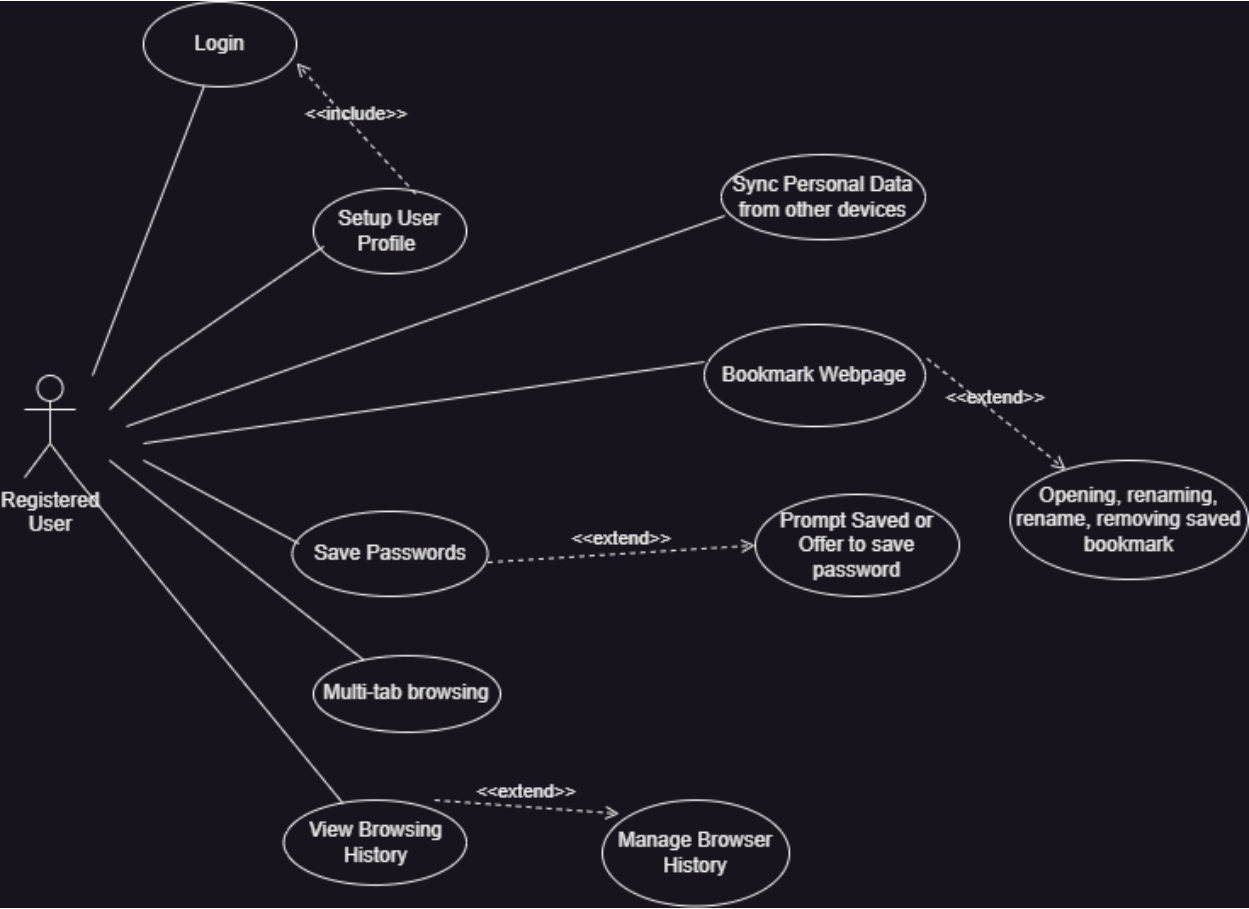 Login
<<include>>
Setup User
Profile
Sync Personal Data
from other devices
Bookmark Webpage
<<extend>>
Registered
User
Opening, renaming,
rename, removing saved
bookmark
Save Passwords
<<extend>>
Prompt Saved or
Offer to save
password
Multi-tab browsing
View Browsing
History
<<extend>>
Manage Browser
History